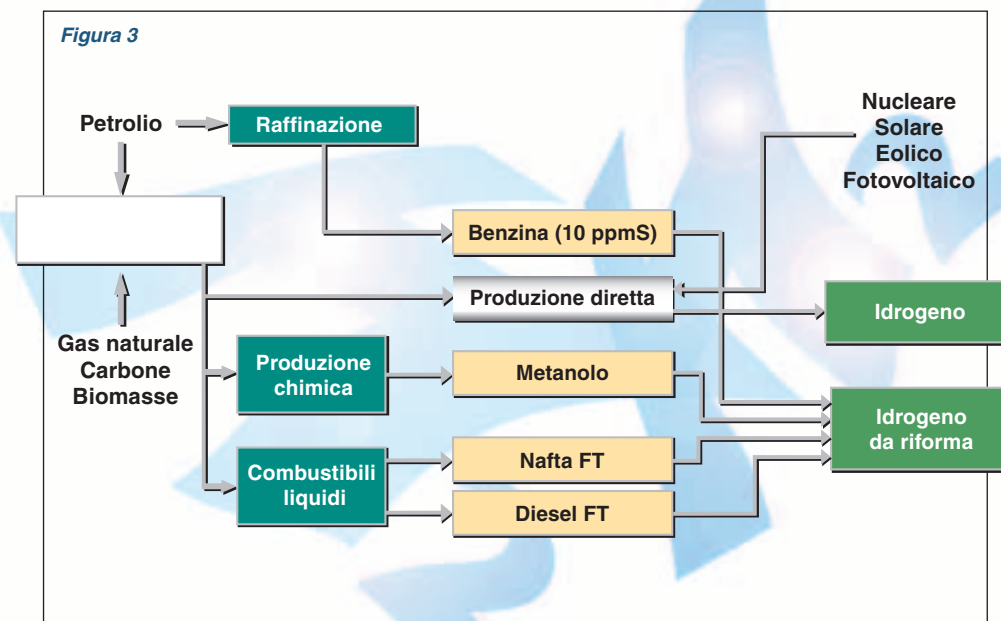 Figura 3
Petrolio
Raffinazione
Nucleare
Solare
Eolico
Fotovoltaico
Benzina (10 ppmS)
Produzione diretta
Idrogeno
Gas naturale
Carbone
Biomasse
Produzione
chimica
Metanolo
Idrogeno
da riforma
Combustibili
liquidi
Nafta FT
Diesel FT